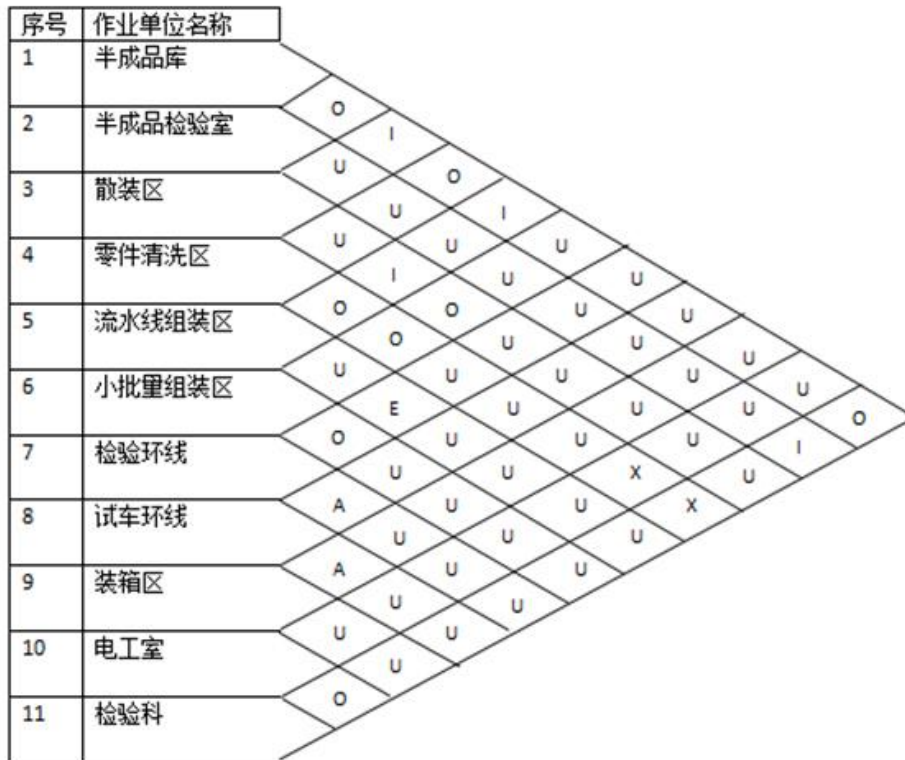 序号 作业单位名称
1 半成品库
2 半成品检验室
3 散装区
4 零件清洗区
5 流水线组装区
6 小批量组装区
7 检验环线
8 试车环线
9 装箱区
10 电工室
11 检验科
O I O I U U U U U O
U U U U U U U U I
U I O U U U U U
O O U U U X X
U E U U U U
O U U U U
A U U U
A U U
U U
O